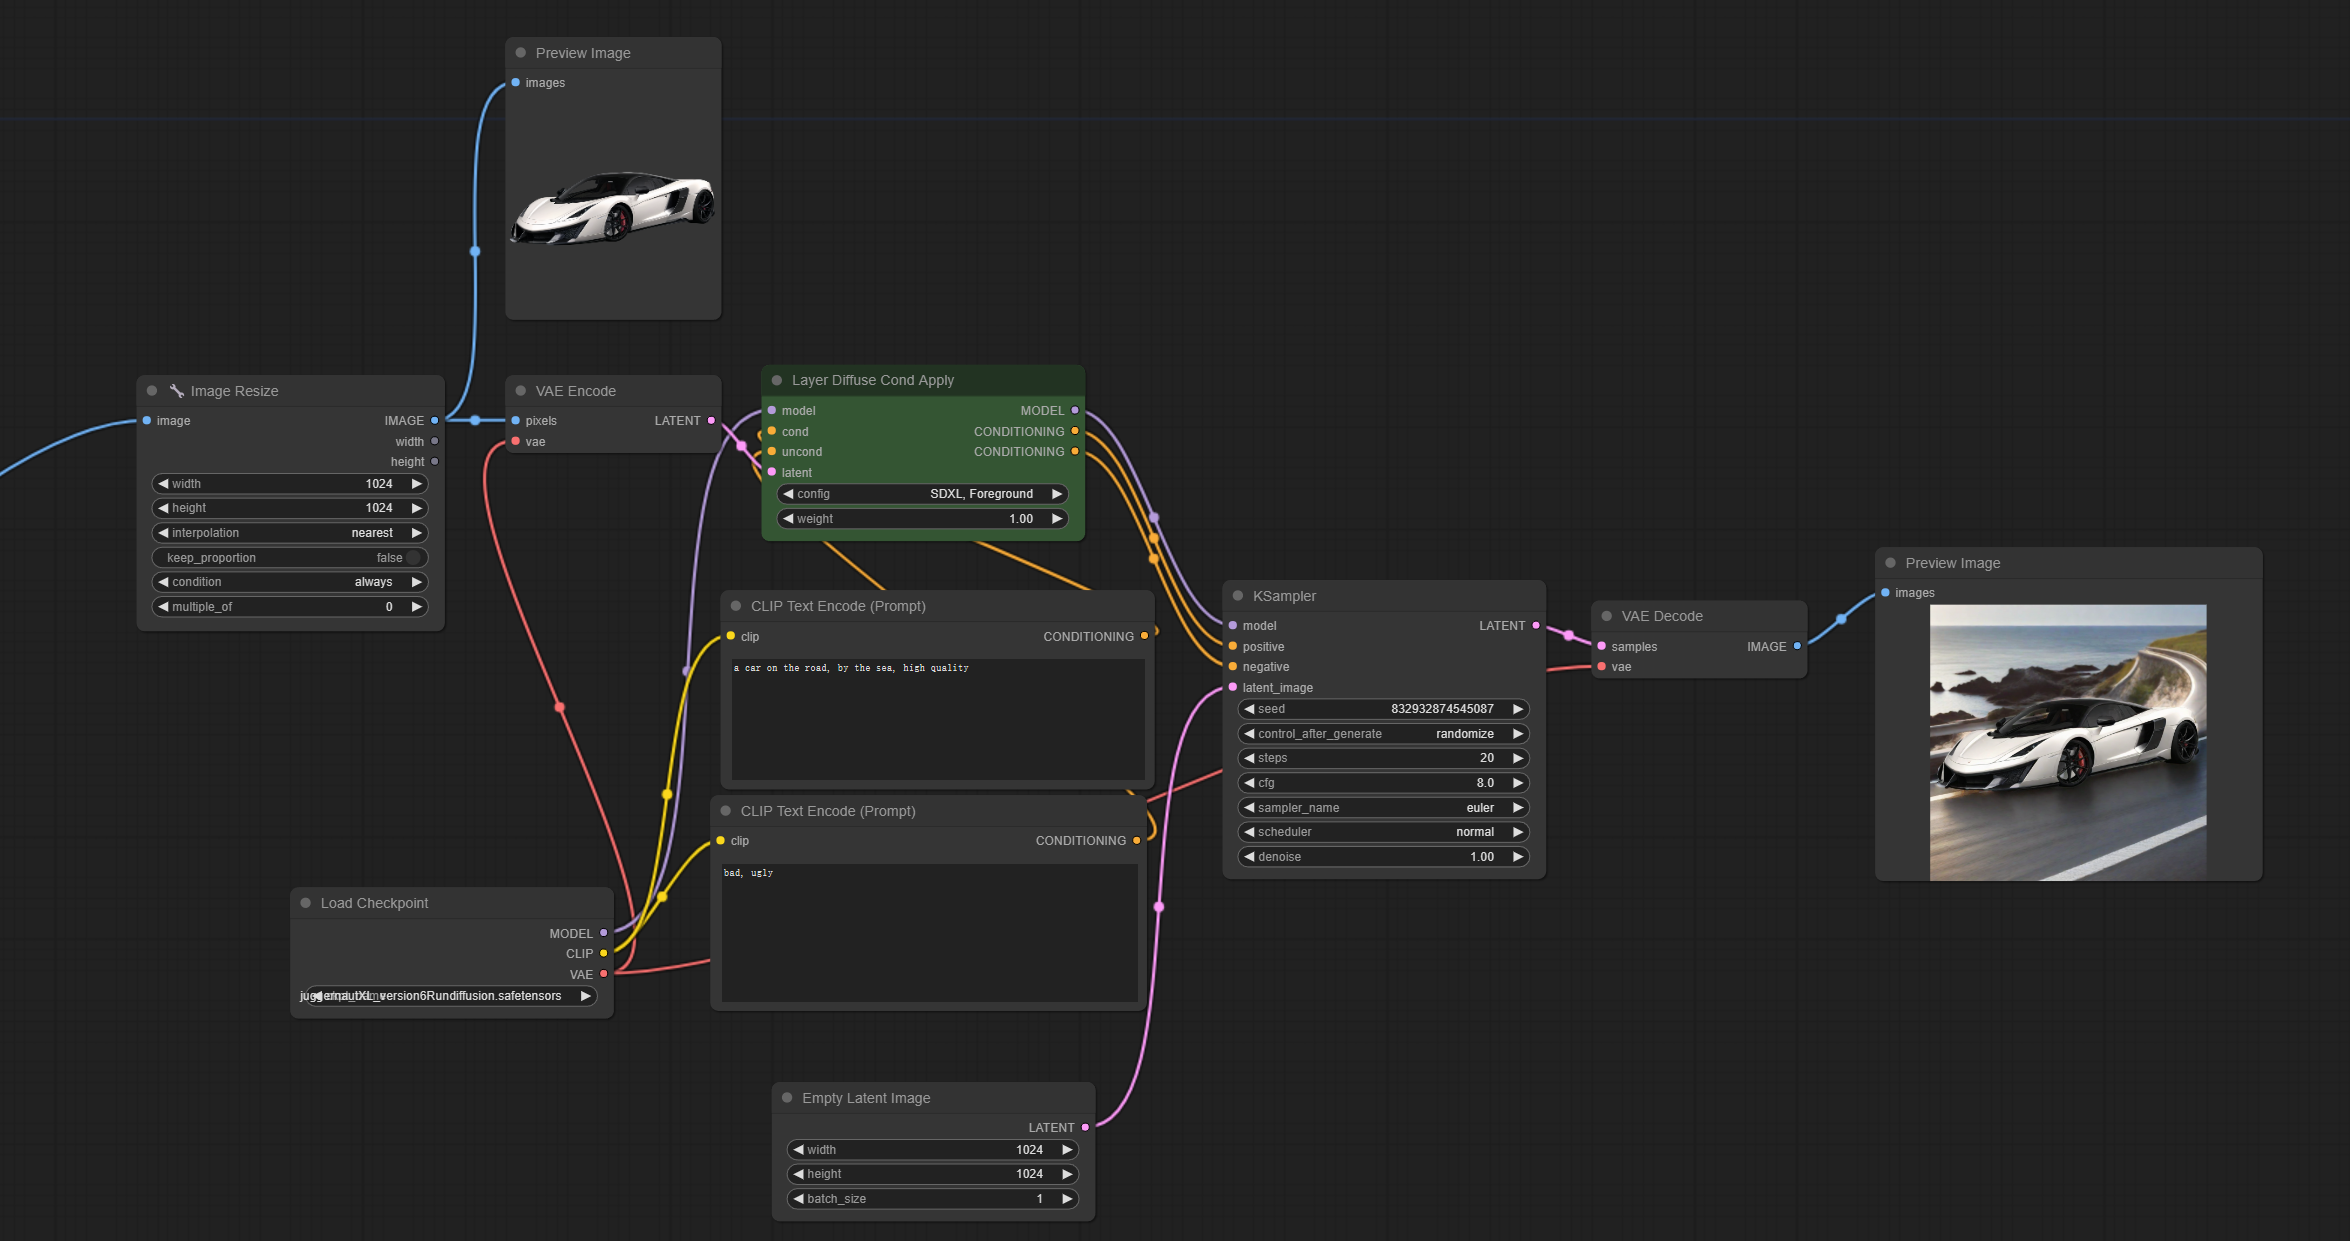 Preview Image
images
Image Resize
image IMAGE
width
height
width 1024
height 1024
interpolation nearest
keep_proportion false
condition always
multiple_of 0
VAE Encode
pixels LATENT
vae
Layer Diffuse Cond Apply
model MODEL
cond CONDITIONING
uncond CONDITIONING
latent
config SDXL, Foreground
weight 1.00
CLIP Text Encode (Prompt)
clip CONDITIONING
a car on the road, by the sea, high quality
CLIP Text Encode (Prompt)
clip CONDITIONING
bad, ugly
Load Checkpoint
MODEL
CLIP
VAE
juggernautXL_version6Rundiffusion.safetensors
Empty Latent Image
LATENT
width 1024
height 1024
batch_size 1
KSampler
model LATENT
positive
negative
latent_image
seed 832932874545087
control_after_generate randomize
steps 20
cfg 8.0
sampler_name euler
scheduler normal
denoise 1.00
VAE Decode
samples IMAGE
vae
Preview Image
images